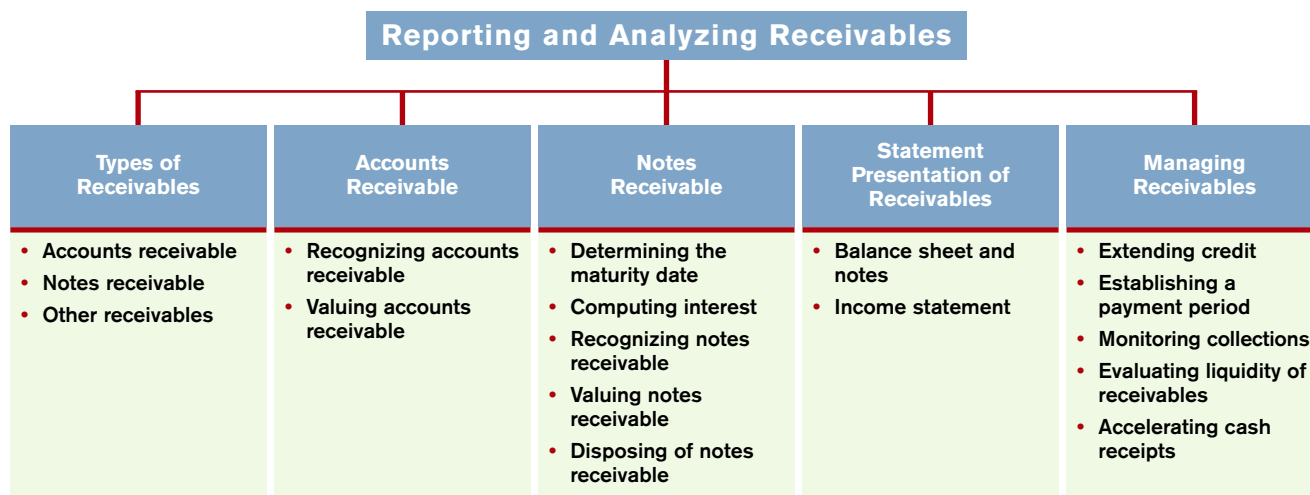 Reporting and Analyzing Receivables
Types of
Receivables
• Accounts receivable
• Notes receivable
• Other receivables
Accounts
Receivable
• Recognizing accounts
receivable
• Valuing accounts
receivable
Notes
Receivable
• Determining the
maturity date
• Computing interest
• Recognizing notes
receivable
• Valuing notes
receivable
• Disposing of notes
receivable
Statement
Presentation of
Receivables
• Balance sheet and
notes
• Income statement
Managing
Receivables
• Extending credit
• Establishing a
payment period
• Monitoring collections
• Evaluating liquidity of
receivables
• Accelerating cash
receipts